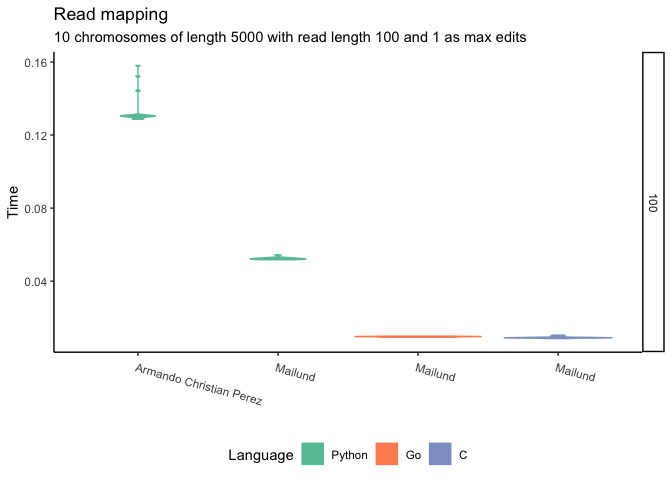 Read mapping
10 chromosomes of length 5000 with read length 100 and 1 as max edits
0.16
0.12
0.08
0.04
Time
100
Armando Christian Perez
Mailund
Mailund
Mailund
Language Python Go C